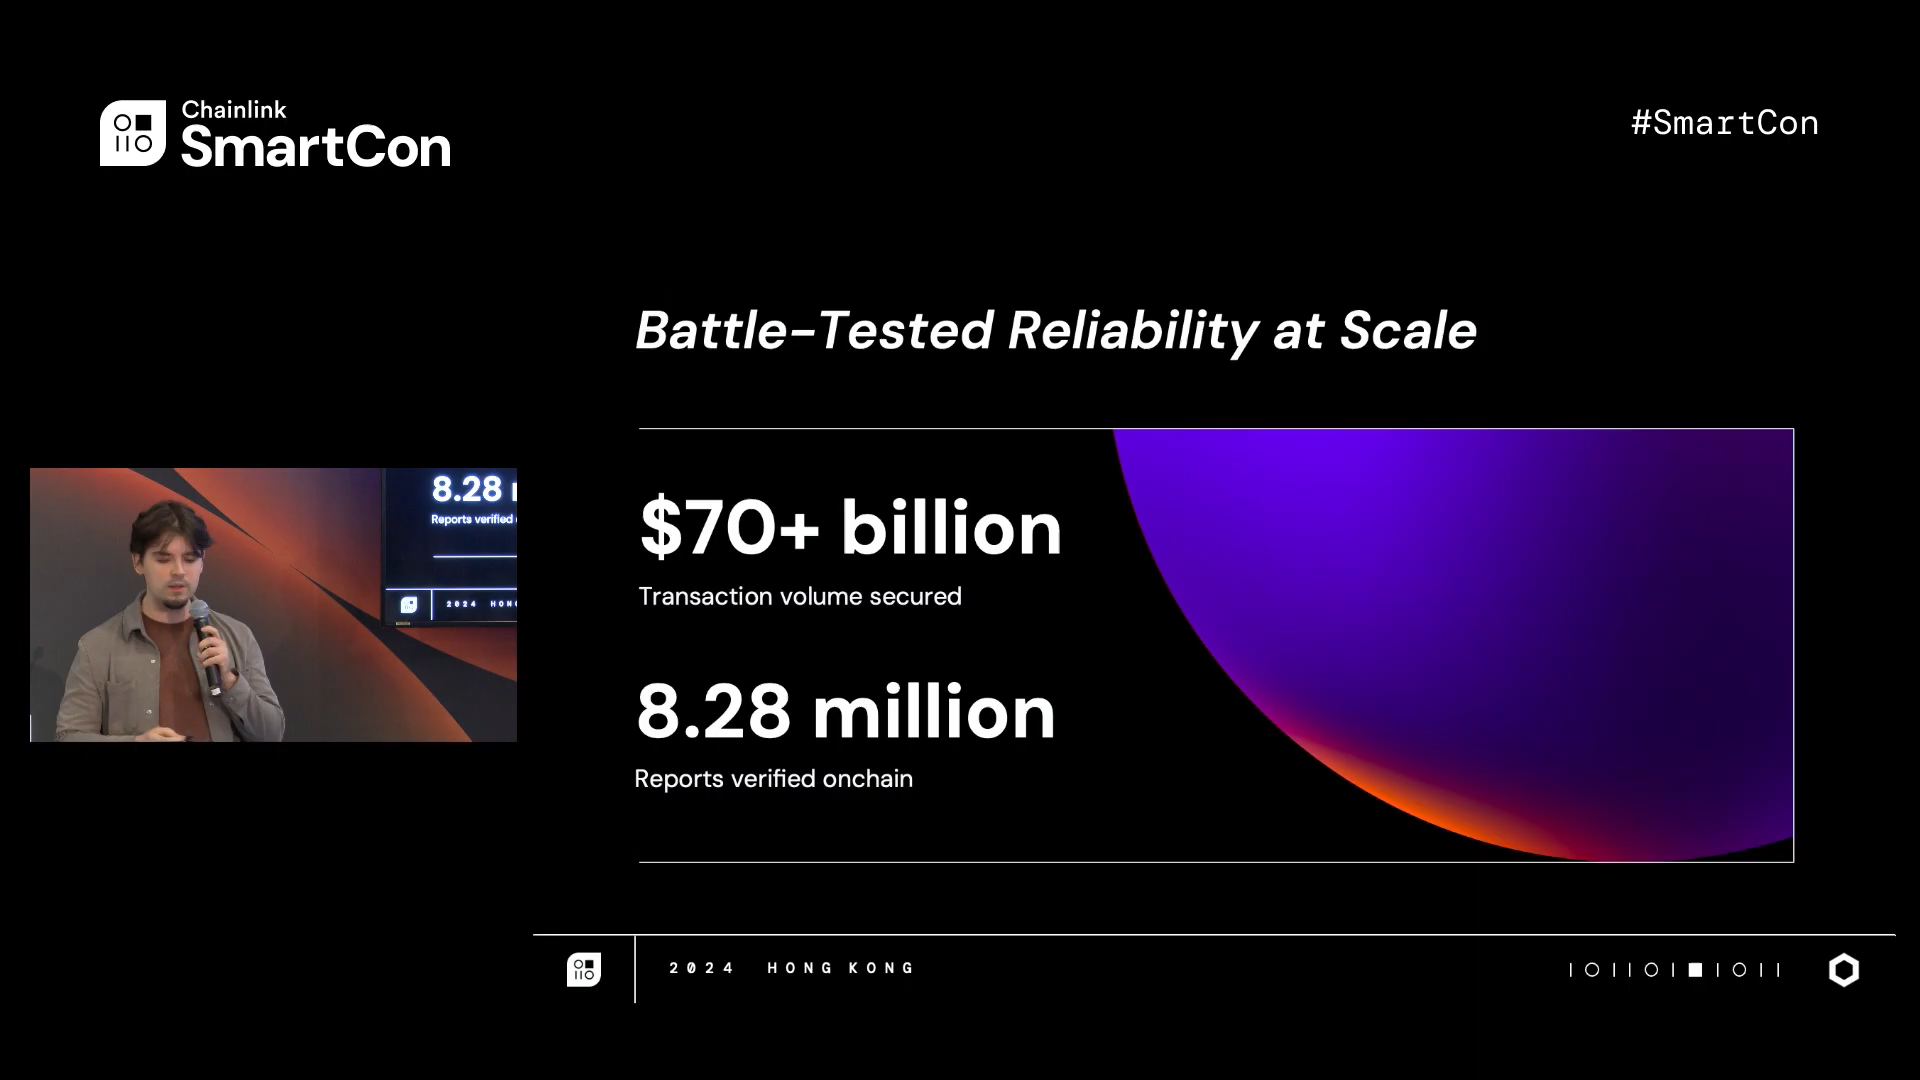 Chainlink
SmartCon
#SmartCon
Battle-Tested Reliability at Scale
$70+ billion
Transaction volume secured
8.28 million
Reports verified onchain
8.28
Reports verified
2024 HONG
2024 HONG KONG